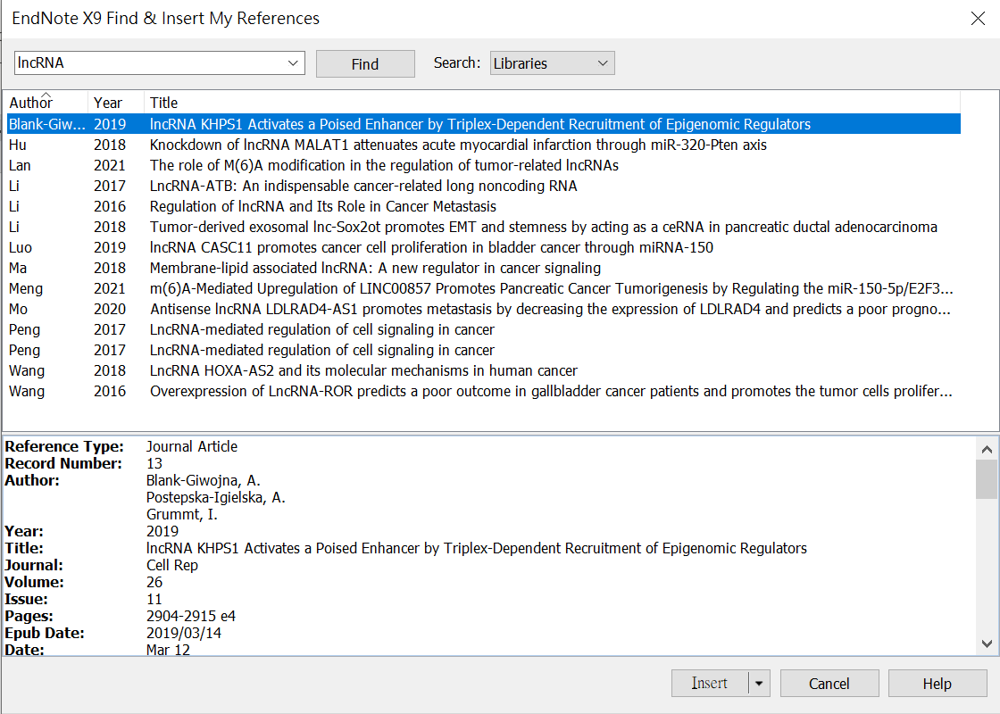 EndNote X9 Find & Insert My References
lncRNA Find Search: Libraries
Author Year Title
Blank-Giw... 2019 lncRNA KHPS1 Activates a Poised Enhancer by Triplex-Dependent Recruitment of Epigenomic Regulators
Hu 2018 Knockdown of lncRNA MALAT1 attenuates acute myocardial infarction through miR-320-Pten axis
Lan 2021 The role of M(6)A modification in the regulation of tumor-related lncRNAs
Li 2017 LncRNA-ATB: An indispensable cancer-related long noncoding RNA
Li 2016 Regulation of lncRNA and Its Role in Cancer Metastasis
Li 2018 Tumor-derived exosomal lnc-Sox2ot promotes EMT and stemness by acting as a ceRNA in pancreatic ductal adenocarcinoma
Luo 2019 lncRNA CASC11 promotes cancer cell proliferation in bladder cancer through miRNA-150
Ma 2018 Membrane-lipid associated lncRNA: A new regulator in cancer signaling
Meng 2021 m(6)A-Mediated Upregulation of LINC00857 Promotes Pancreatic Cancer Tumorigenesis by Regulating the miR-150-5p/E2F3...
Mo 2020 Antisense lncRNA LDLRAD4-AS1 promotes metastasis by decreasing the expression of LDLRAD4 and predicts a poor progno...
Peng 2017 LncRNA-mediated regulation of cell signaling in cancer
Peng 2017 LncRNA-mediated regulation of cell signaling in cancer
Wang 2018 LncRNA HOXA-AS2 and its molecular mechanisms in human cancer
Wang 2016 Overexpression of LncRNA-ROR predicts a poor outcome in gallbladder cancer patients and promotes the tumor cells prolifer...
Reference Type: Journal Article
Record Number: 13
Author: Blank-Giwojna, A.
Postepska-Igielska, A.
Grummt, I.
Year: 2019
Title: lncRNA KHPS1 Activates a Poised Enhancer by Triplex-Dependent Recruitment of Epigenomic Regulators
Journal: Cell Rep
Volume: 26
Issue: 11
Pages: 2904-2915 e4
Epub Date: 2019/03/14
Date: Mar 12
Insert Cancel Help